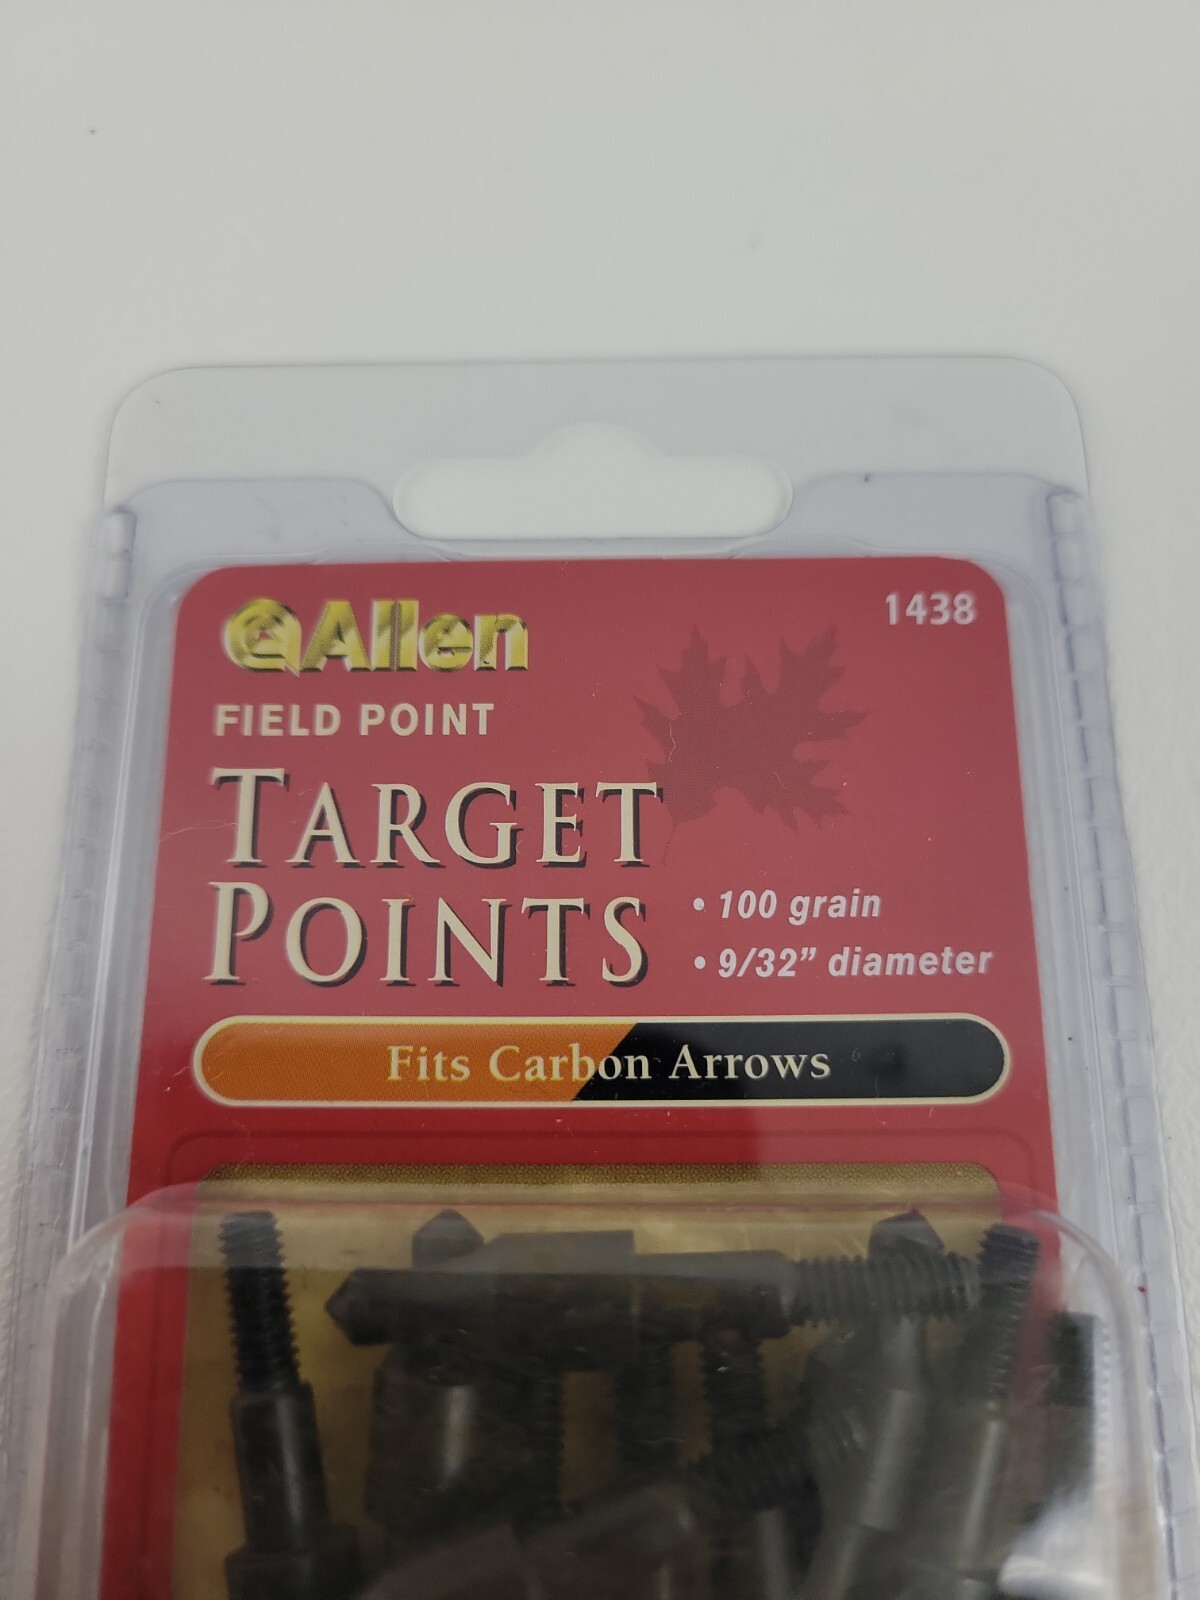 Allen
1438
FIELD POINT
TARGET
POINTS
• 100 grain
• 9/32” diameter
Fits Carbon Arrows